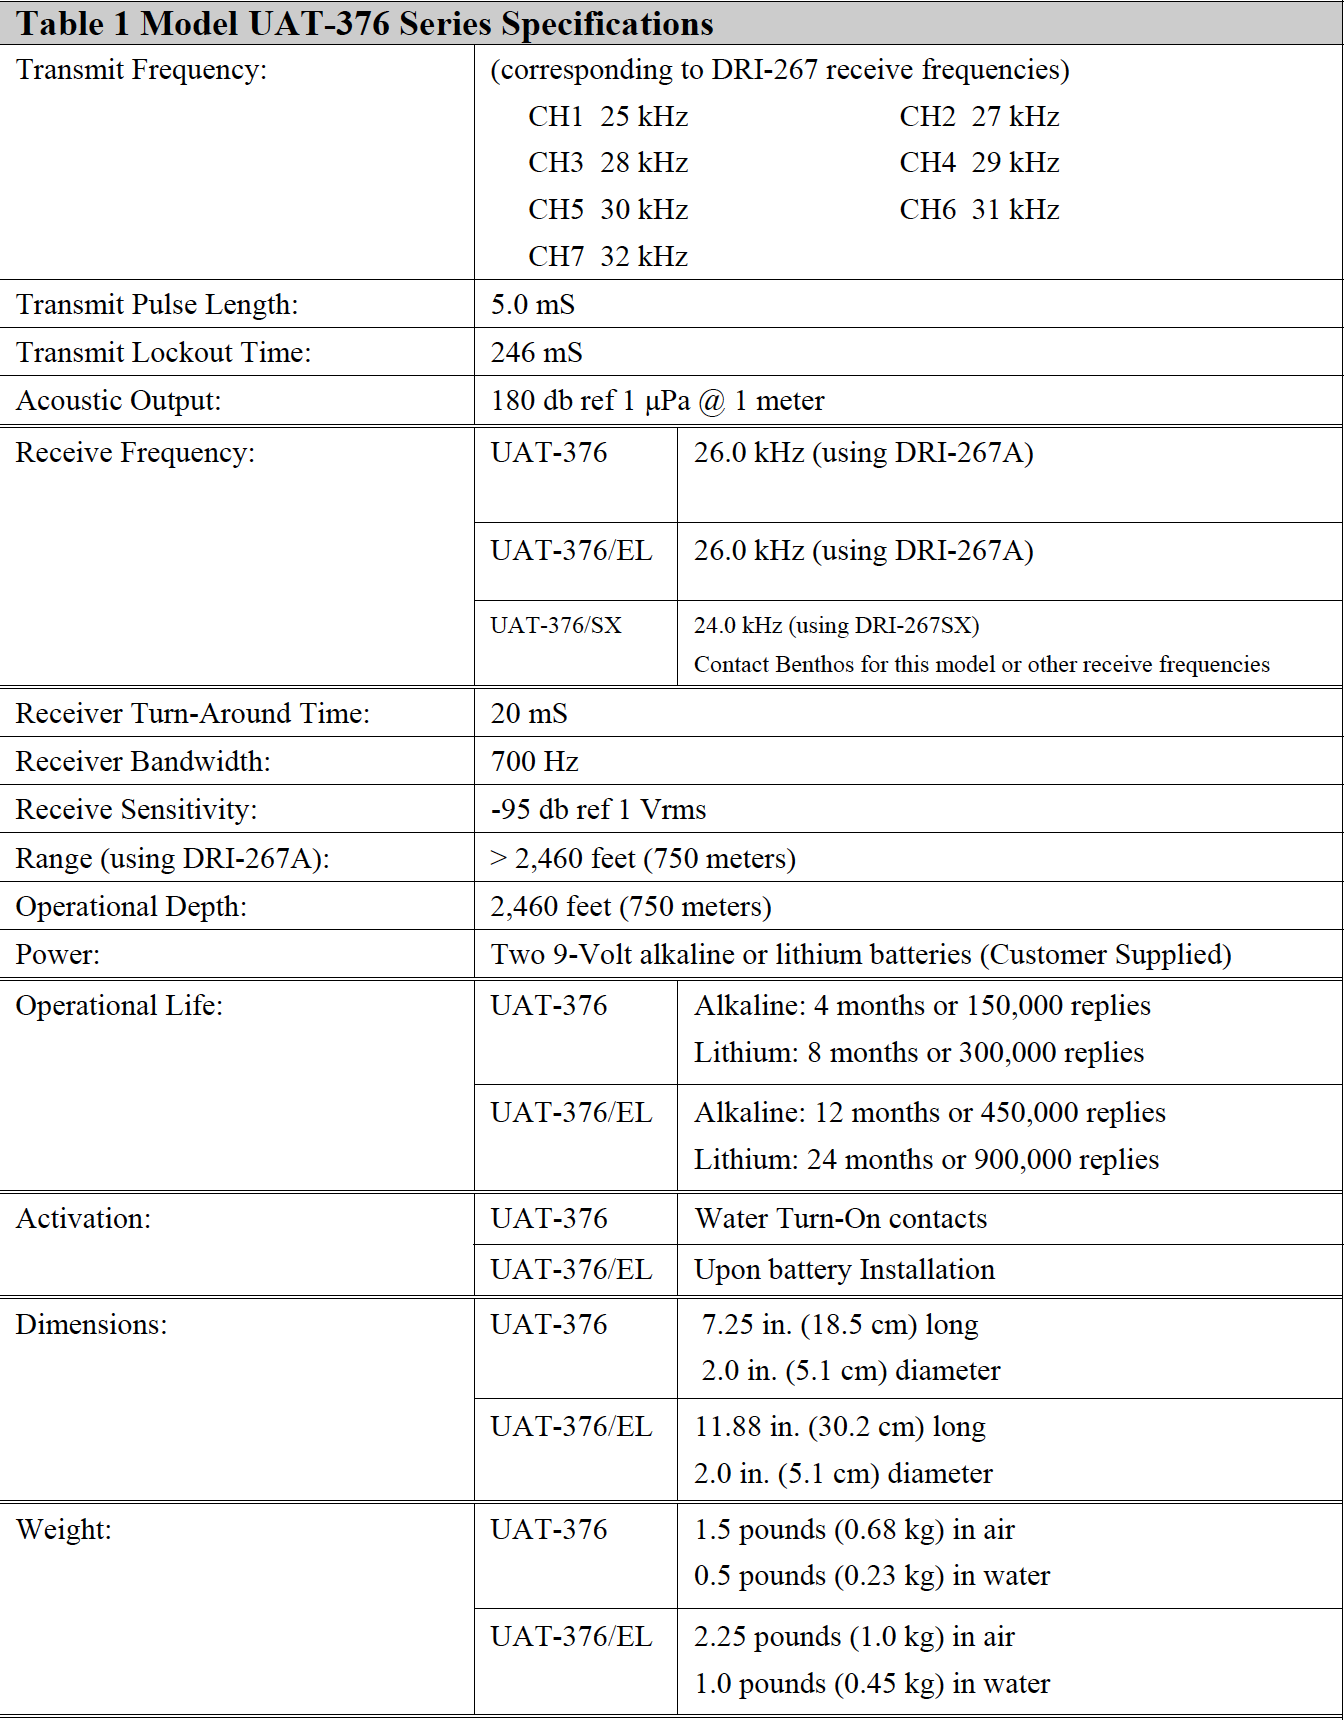 Table 1 Model UAT-376 Series Specifications
Transmit Frequency: (corresponding to DRI-267 receive frequencies)
CH1 25 kHz CH2 27 kHz
CH3 28 kHz CH4 29 kHz
CH5 30 kHz CH6 31 kHz
CH7 32 kHz
Transmit Pulse Length: 5.0 mS
Transmit Lockout Time: 246 mS
Acoustic Output: 180 db ref 1 μPa @ 1 meter
Receive Frequency: UAT-376 26.0 kHz (using DRI-267A)
UAT-376/EL 26.0 kHz (using DRI-267A)
UAT-376/SX 24.0 kHz (using DRI-267SX)
Contact Benthos for this model or other receive frequencies
Receiver Turn-Around Time: 20 mS
Receiver Bandwidth: 700 Hz
Receive Sensitivity: -95 db ref 1 Vrms
Range (using DRI-267A): > 2,460 feet (750 meters)
Operational Depth: 2,460 feet (750 meters)
Power: Two 9-Volt alkaline or lithium batteries (Customer Supplied)
Operational Life: UAT-376 Alkaline: 4 months or 150,000 replies
Lithium: 8 months or 300,000 replies
UAT-376/EL Alkaline: 12 months or 450,000 replies
Lithium: 24 months or 900,000 replies
Activation: UAT-376 Water Turn-On contacts
UAT-376/EL Upon battery Installation
Dimensions: UAT-376 7.25 in. (18.5 cm) long
2.0 in. (5.1 cm) diameter
UAT-376/EL 11.88 in. (30.2 cm) long
2.0 in. (5.1 cm) diameter
Weight: UAT-376 1.5 pounds (0.68 kg) in air
0.5 pounds (0.23 kg) in water
UAT-376/EL 2.25 pounds (1.0 kg) in air
1.0 pounds (0.45 kg) in water